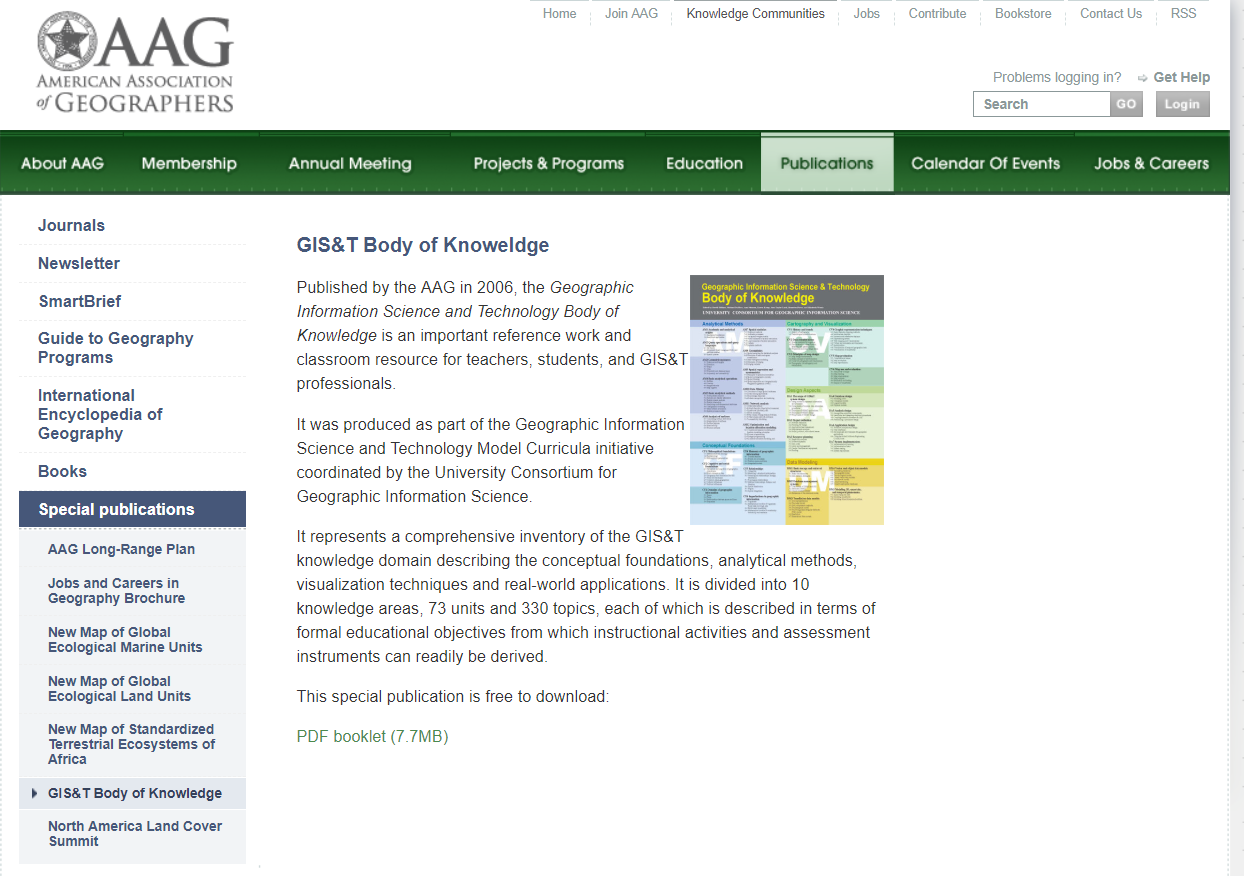 Home
Join AAG
Knowledge Communities
Jobs
Contribute
Bookstore
Contact Us
RSS
AAG
AMERICAN ASSOCIATION
of GEOGRAPHERS
Problems logging in? ⇨ Get Help
Search
GO
Login
About AAG
Membership
Annual Meeting
Projects & Programs
Education
Publications
Calendar Of Events
Jobs & Careers
Journals
Newsletter
SmartBrief
Guide to Geography
Programs
International
Encyclopedia of
Geography
Books
Special publications
AAG Long-Range Plan
Jobs and Careers in
Geography Brochure
New Map of Global
Ecological Marine Units
New Map of Global
Ecological Land Units
New Map of Standardized
Terrestrial Ecosystems of
Africa
GIS&T Body of Knowledge
North America Land Cover
Summit
GIS&T Body of Knoweldge
Published by the AAG in 2006, the Geographic
Information Science and Technology Body of
Knowledge is an important reference work and
classroom resource for teachers, students, and GIS&T
professionals.
It was produced as part of the Geographic Information
Science and Technology Model Curricula initiative
coordinated by the University Consortium for
Geographic Information Science.
It represents a comprehensive inventory of the GIS&T
knowledge domain describing the conceptual foundations, analytical methods,
visualization techniques and real-world applications. It is divided into 10
knowledge areas, 73 units and 330 topics, each of which is described in terms of
formal educational objectives from which instructional activities and assessment
instruments can readily be derived.
This special publication is free to download:
PDF booklet (7.7MB)
Geographic Information Science & Technology
Body of Knowledge
UNIVERSITY CONSORTIUM FOR GEOGRAPHIC INFORMATION SCIENCE
Analytical Methods
Cartography and Visualization
Design Aspects
Conceptual Foundations
Data Modeling